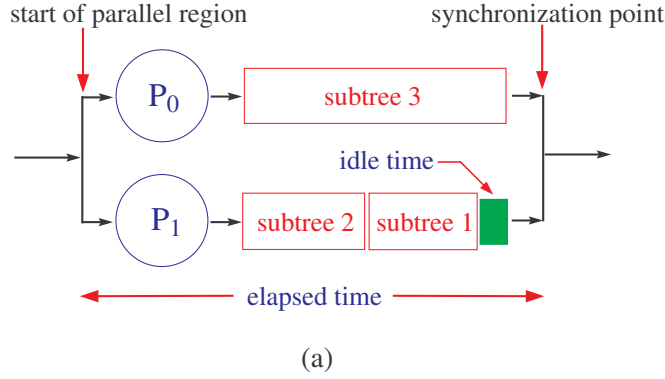 start of parallel region
synchronization point
P0
subtree 3
idle time
P1
subtree 2
subtree 1
elapsed time
(a)